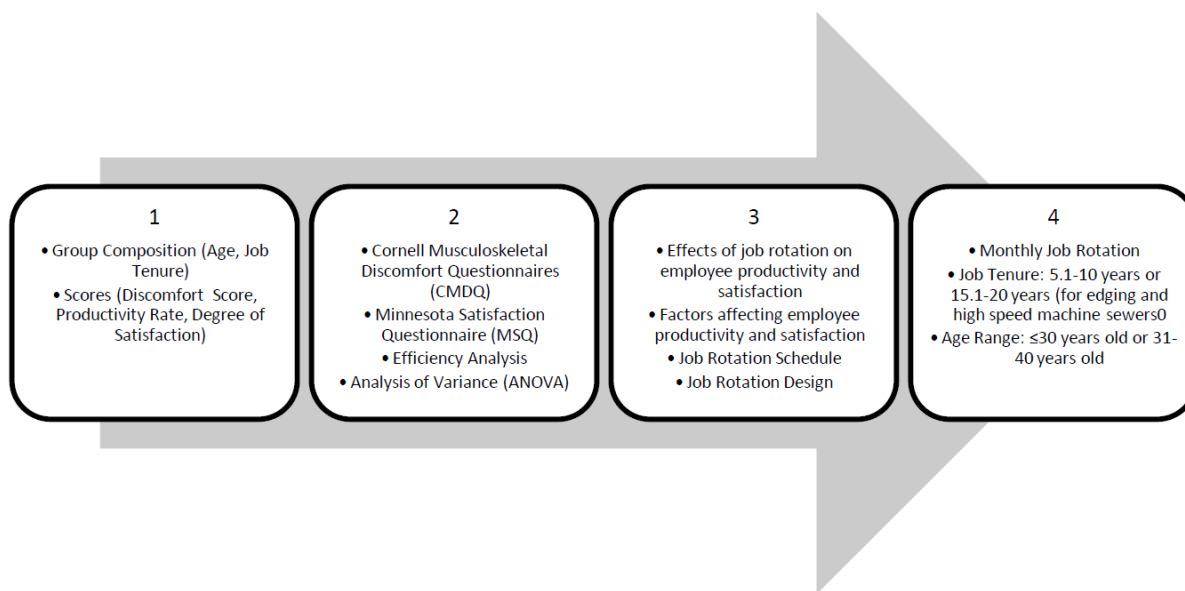 1
• Group Composition (Age, Job
Tenure)
• Scores (Discomfort Score,
Productivity Rate, Degree of
Satisfaction)
2
• Cornell Musculoskeletal
Discomfort Questionnaires
(CMDQ)
• Minnesota Satisfaction
Questionnaire (MSQ)
• Efficiency Analysis
• Analysis of Variance (ANOVA)
3
• Effects of job rotation on
employee productivity and
satisfaction
• Factors affecting employee
productivity and satisfaction
• Job Rotation Schedule
• Job Rotation Design
4
• Monthly Job Rotation
• Job Tenure: 5.1-10 years or
15.1-20 years (for edging and
high speed machine sewers0
• Age Range: ≤30 years old or 31-
40 years old